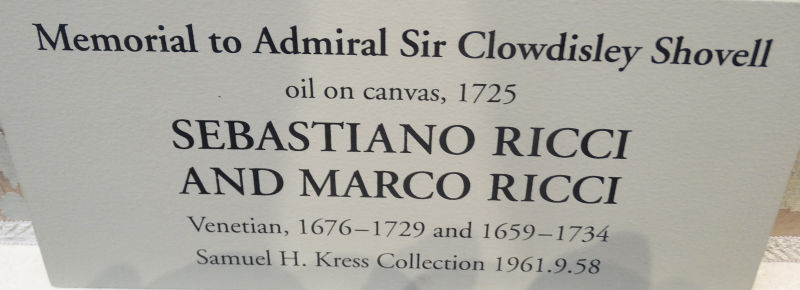 Memorial to Admiral Sir Clowdisley Shovell
oil on canvas, 1725
SEBASTIANO RICCI
AND MARCO RICCI
Venetian, 1676–1729 and 1659–1734
Samuel H. Kress Collection 1961.9.58